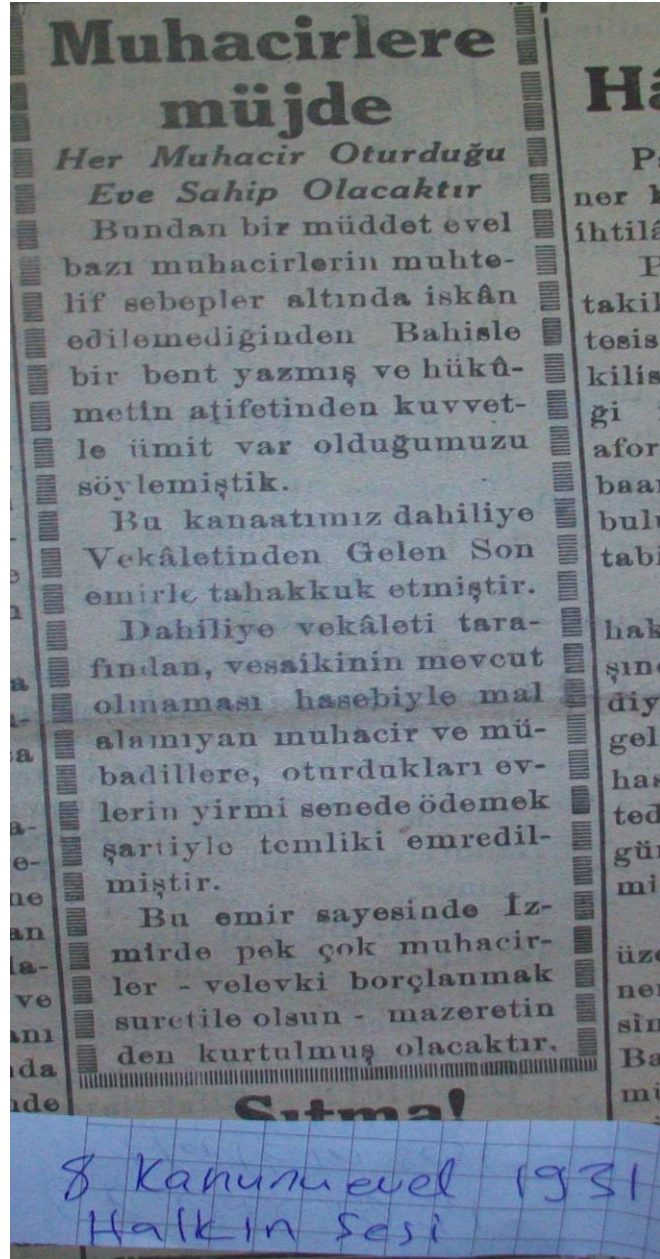 Muhacirlere
müjde
Her Muhacir Oturduğu
Eve Sahip Olacaktır
Bundan bir müddet evel
bazı muhacirlerin muhte-
lif sebepler altında iskân
edilemediğinden Bahisle
bir bent yazmış ve hükû-
metin atifetinden kuvvet-
le ümit var olduğumuzu
söylemiştik.
Bu kanaatımız dahiliye
Vekâletinden Gelen Son
emirle tahakkuk etmiştir.
Dahiliye vekâleti tara-
fından, vesaikinin mevcut
olmaması hasebiyle mal
alamıyan muhacir ve mü-
badillere, oturdukları ev-
lerin yirmi senede ödemek
şartiyle temliki emredil-
miştir.
Bu emir sayesinde İz-
mirde pek çok muhacir-
ler - velevki borçlanmak
suretile olsun - mazeretin
den kurtulmuş olacaktır.
Sıtma!
8 Kanunuevel 1931
Halkın Sesi